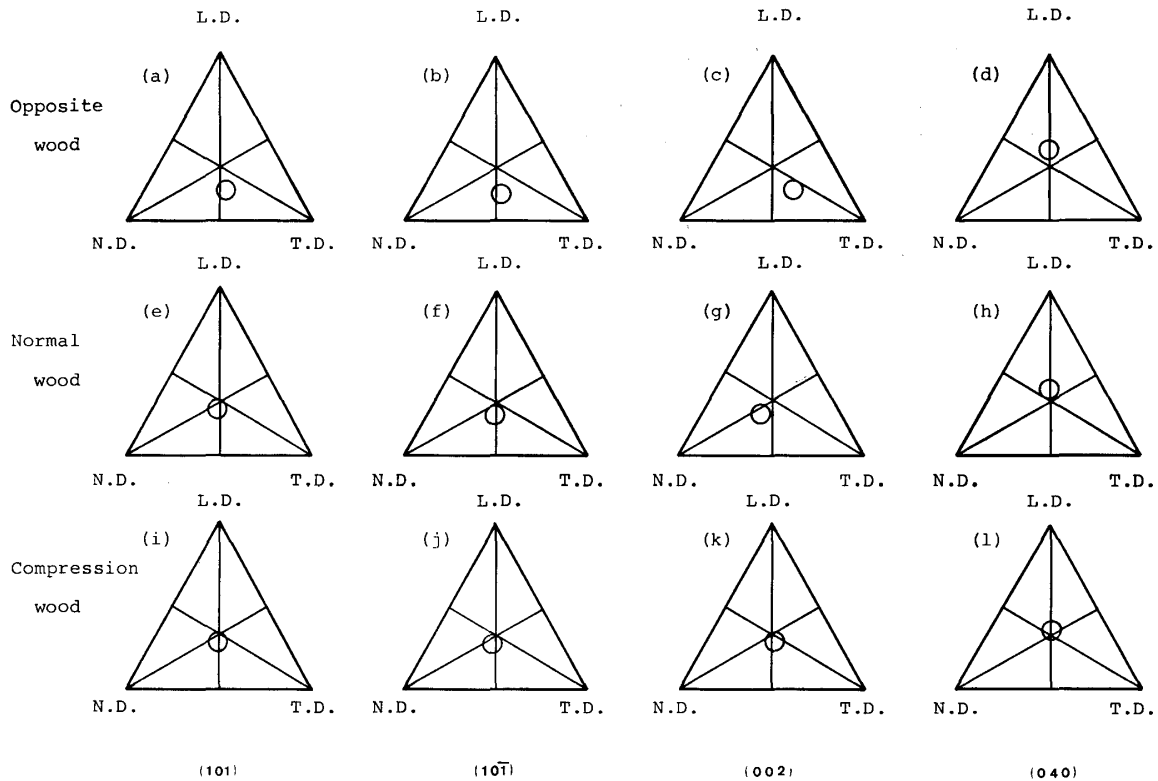 L.D. L.D. L.D. L.D.
(a) (b) (c) (d)
Opposite
wood
N.D. T.D. N.D. T.D. N.D. T.D. N.D. T.D.
L.D. L.D. L.D. L.D.
(e) (f) (g) (h)
Normal
wood
N.D. T.D. N.D. T.D. N.D. T.D. N.D. T.D.
L.D. L.D. L.D. L.D.
(i) (j) (k) (l)
Compression
wood
N.D. T.D. N.D. T.D. N.D. T.D. N.D. T.D.
(101) (101̅) (002) (040)